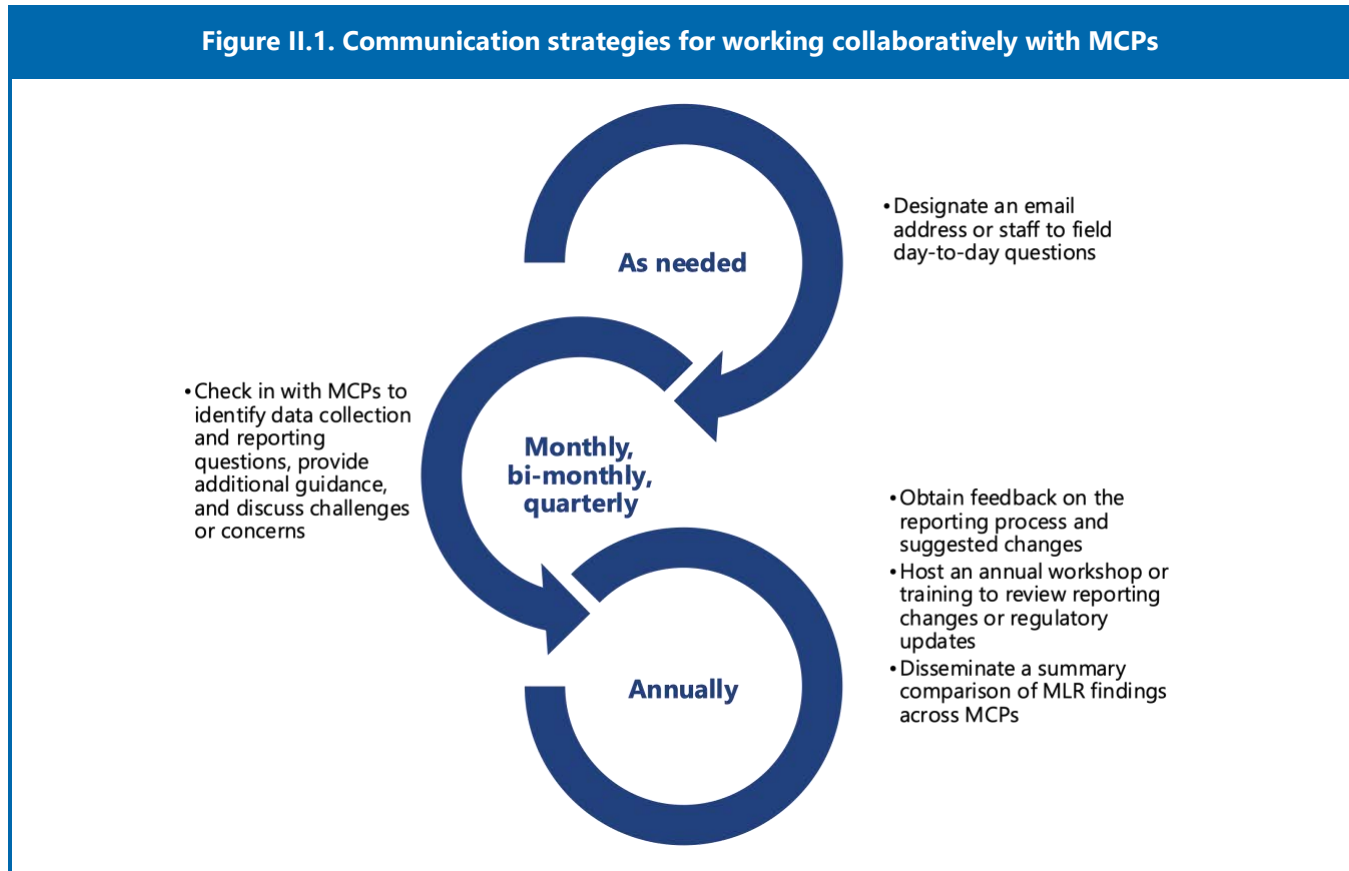 Figure II.1. Communication strategies for working collaboratively with MCPs
As needed
•Designate an email
address or staff to field
day-to-day questions
Monthly,
bi-monthly,
quarterly
•Check in with MCPs to
identify data collection
and reporting
questions, provide
additional guidance,
and discuss challenges
or concerns
Annually
•Obtain feedback on the
reporting process and
suggested changes
•Host an annual workshop or
training to review reporting
changes or regulatory
updates
•Disseminate a summary
comparison of MLR findings
across MCPs